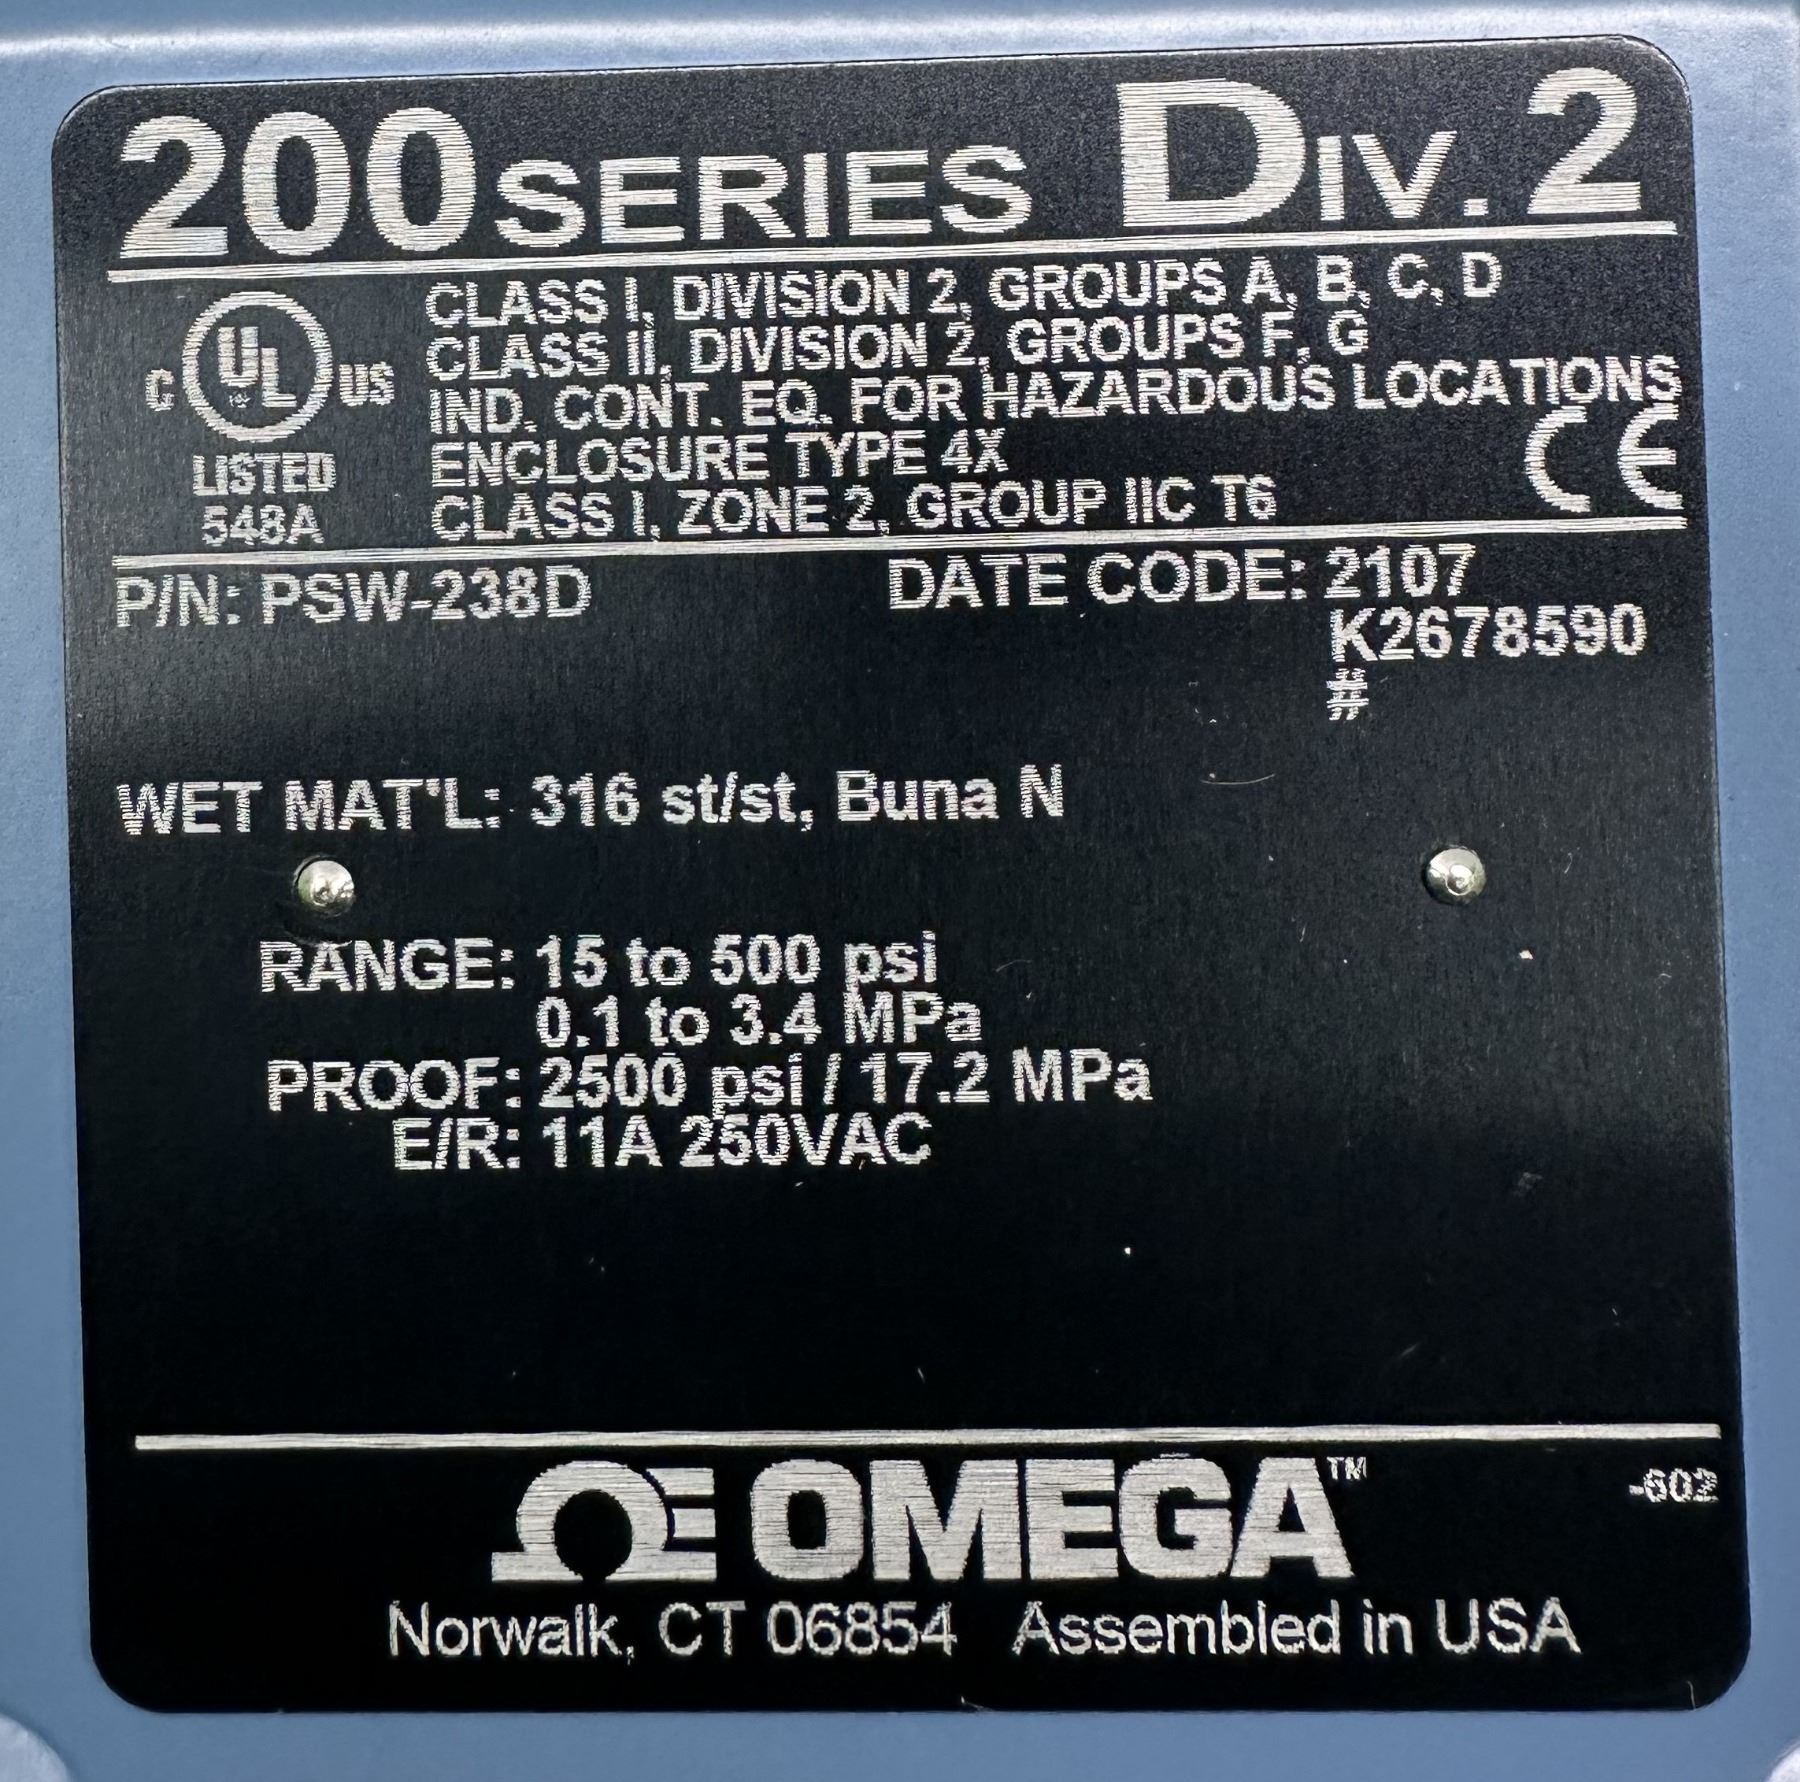 200 SERIES DIV. 2
CLASS I, DIVISION 2, GROUPS A, B, C, D
CLASS II, DIVISION 2, GROUPS F, G
IND. CONT. EQ. FOR HAZARDOUS LOCATIONS
ENCLOSURE TYPE 4X
CLASS I, ZONE 2, GROUP IIC T6
C UL US
LISTED
548A
CE
P/N: PSW-238D
DATE CODE: 2107
K2678590
#
WET MAT'L: 316 st/st, Buna N
RANGE: 15 to 500 psi
0.1 to 3.4 MPa
PROOF: 2500 psi / 17.2 MPa
E/R: 11A 250VAC
ΩE OMEGA™
-602
Norwalk, CT 06854 Assembled in USA